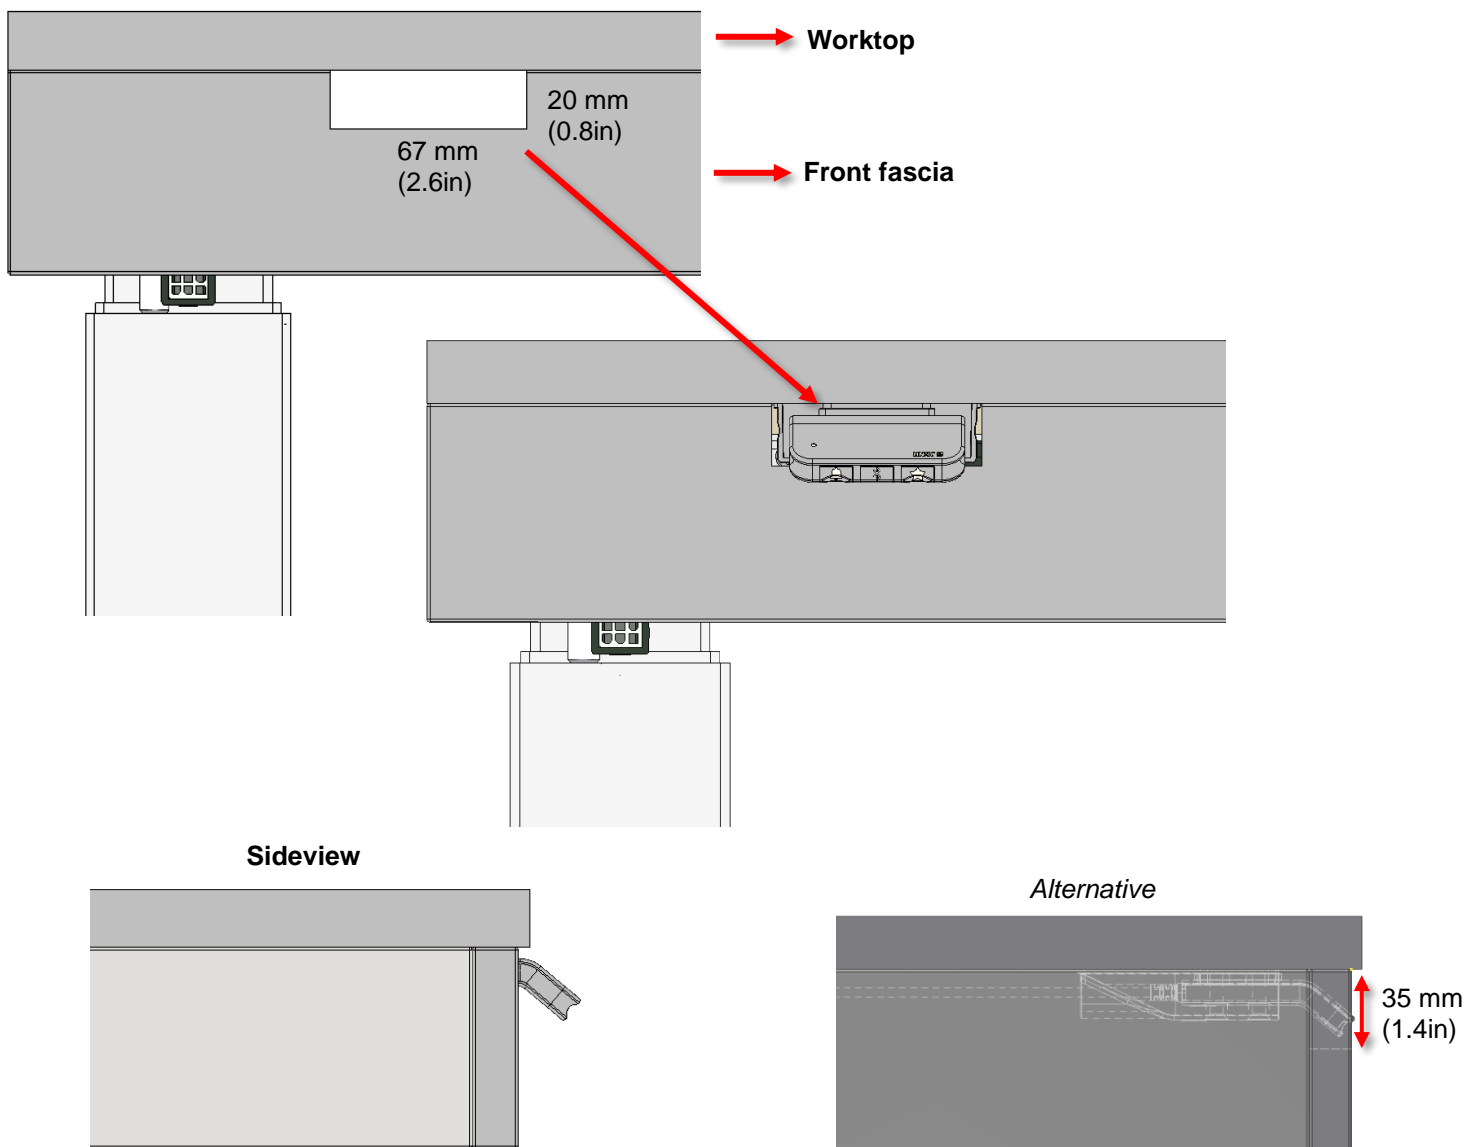 Worktop
20 mm
(0.8in)
67 mm
(2.6in)
Front fascia
Sideview
Alternative
35 mm
(1.4in)